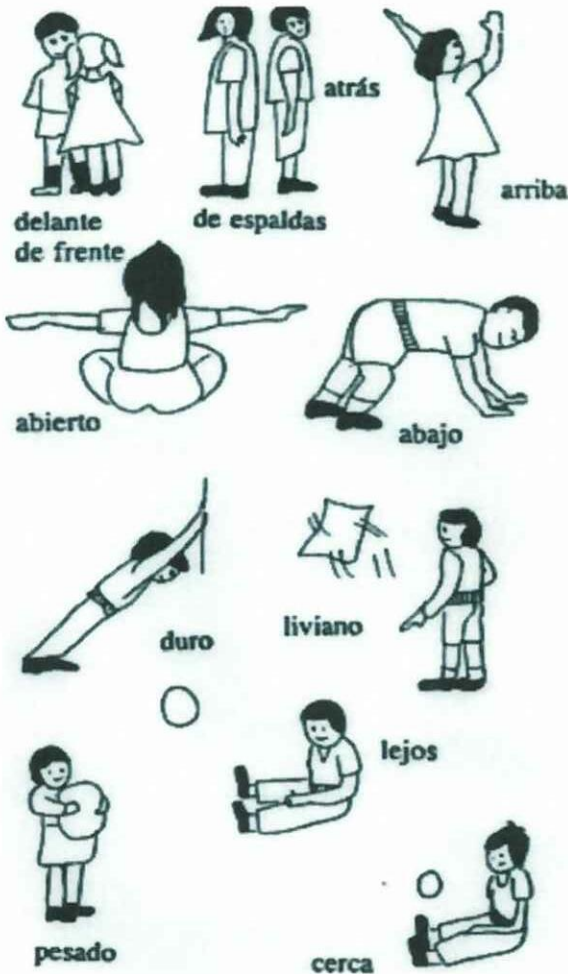 atrás
arriba
delante
de frente
de espaldas
abierto
abajo
duro
liviano
lejos
pesado
cerca